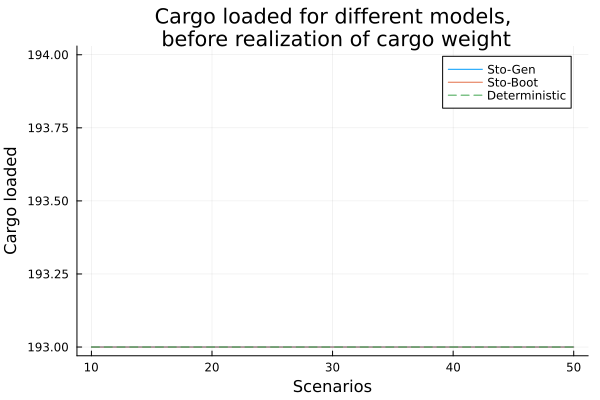 Cargo loaded for different models,
before realization of cargo weight
194.00
193.75
193.50
193.25
193.00
Cargo loaded
Sto-Gen
Sto-Boot
Deterministic
10 20 30 40 50
Scenarios